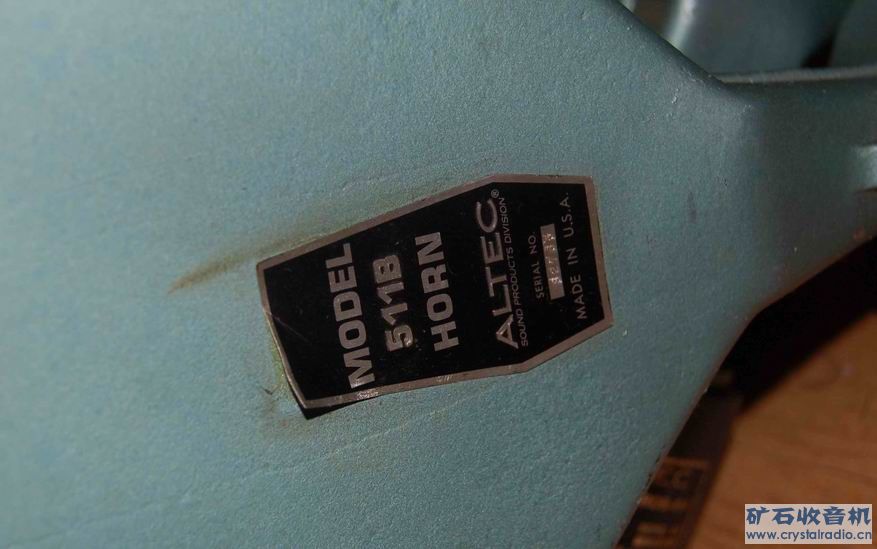 MODEL
511B
HORN
ALTEC®
SOUND PRODUCTS DIVISION
SERIAL NO.
MADE IN U.S.A.
矿石收音机
www.crystalradio.cn